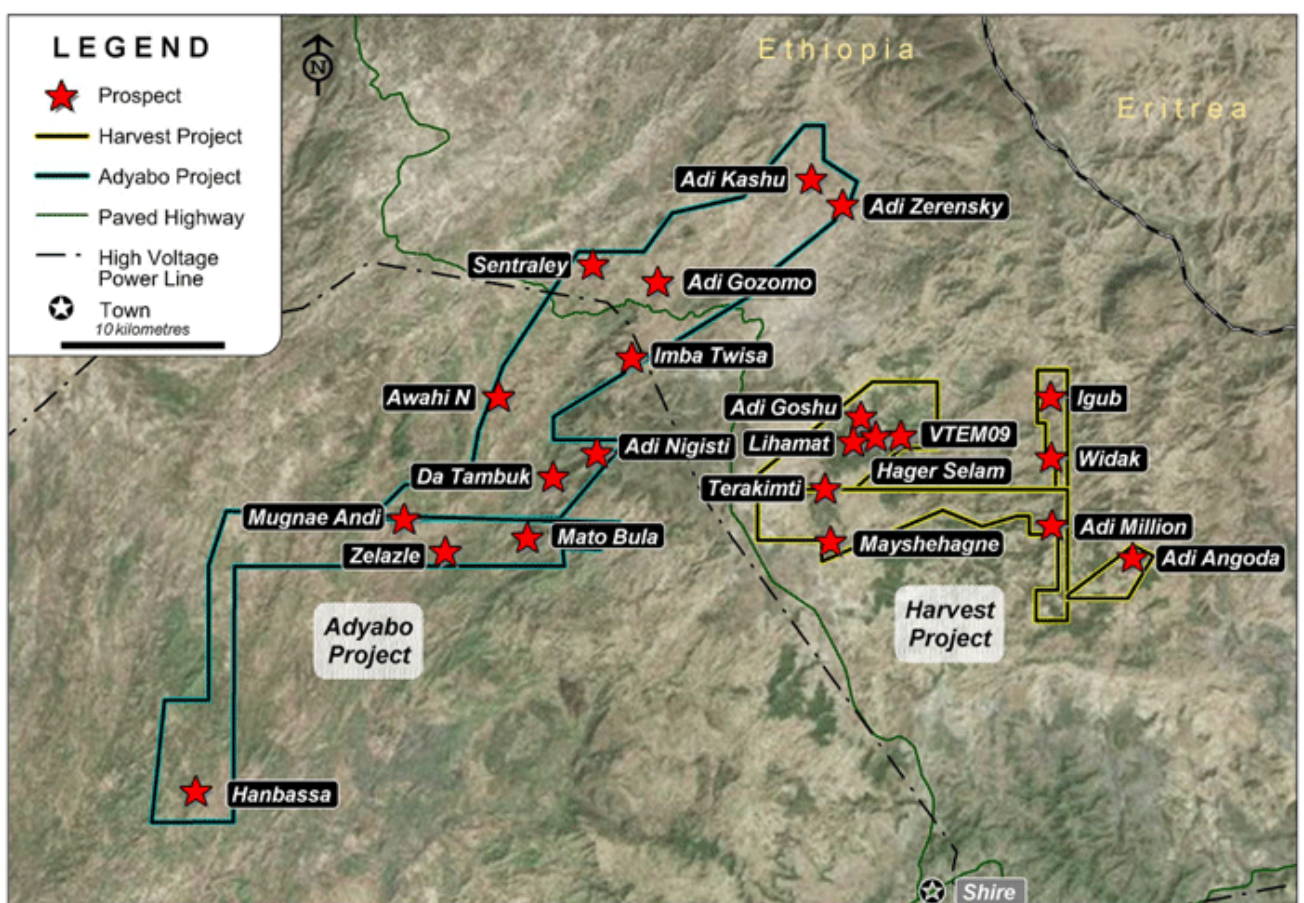 LEGEND
Prospect
Harvest Project
Adyabo Project
Paved Highway
High Voltage
Power Line
Town
10 kilometres
N
Ethiopia
Eritrea
Adi Kashu
Adi Zerensky
Sentraley
Adi Gozomo
Imba Twisa
Awahi N
Adi Goshu
Igub
Adi Nigisti
Lihamat
VTEM09
Da Tambuk
Hager Selam
Widak
Terakimti
Mugnae Andi
Mato Bula
Adi Million
Zelazle
Mayshehagne
Adi Angoda
Adyabo
Project
Harvest
Project
Hanbassa
Shire